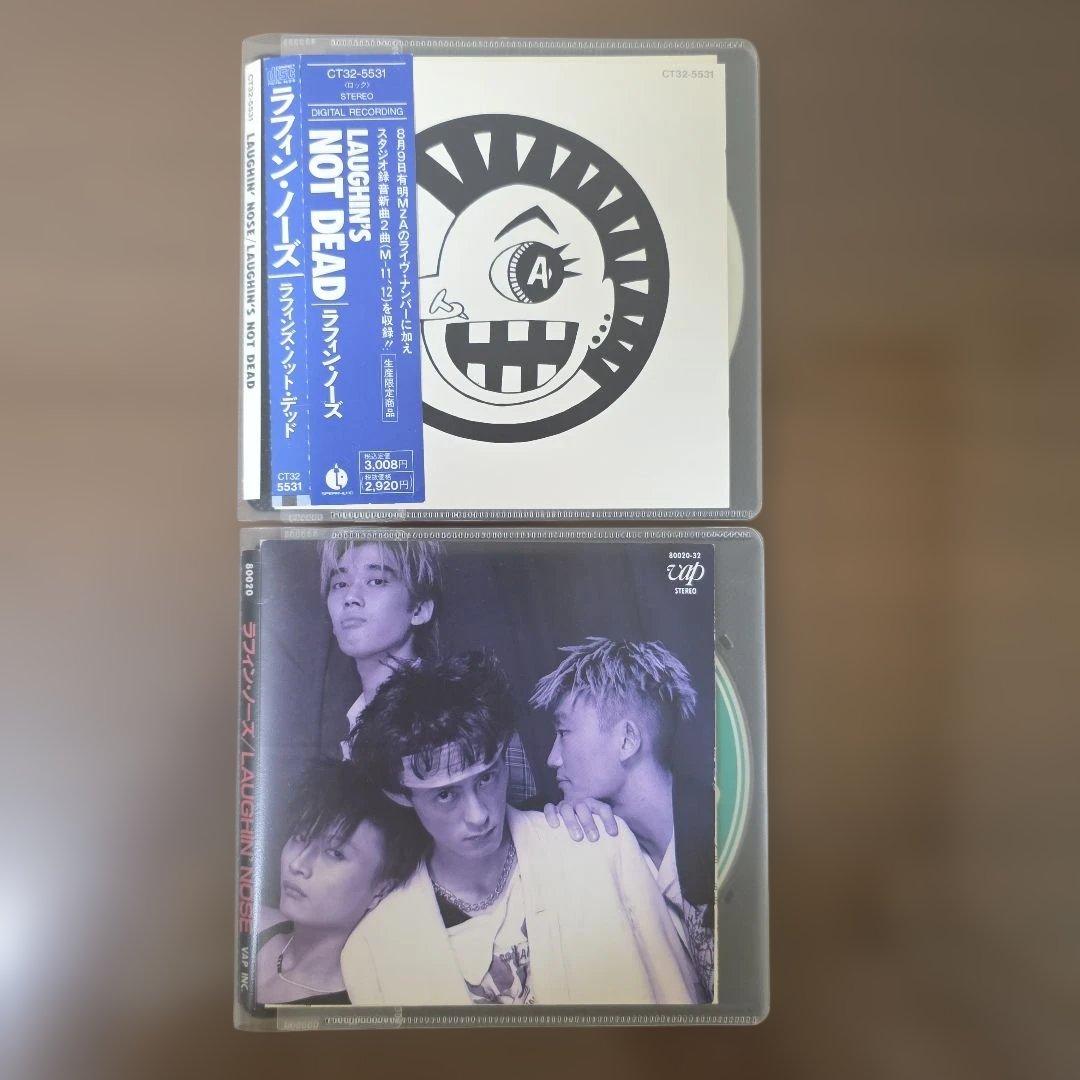 CT32-5531
LAUGHIN' NOSE/LAUGHIN'S NOT DEAD
disc
ラフィン・ノーズ
ラフィンズ・ノット・デッド
CT32
5531
CT32-5531
〈ロック〉
STEREO
DIGITAL RECORDING
8月9日有明MZAのライヴ・ナンバーに加え
スタジオ録音新曲2曲(M-11、12)を収録!!
生産限定商品
LAUGHIN'S
NOT DEAD
ラフィン・ノーズ
税込定価
3,008円
税抜価格
(2,920円)
CT32-5531
A
80020
ラフィン・ノーズ/LAUGHIN' NOSE
VAP INC
80020-32
vap
STEREO